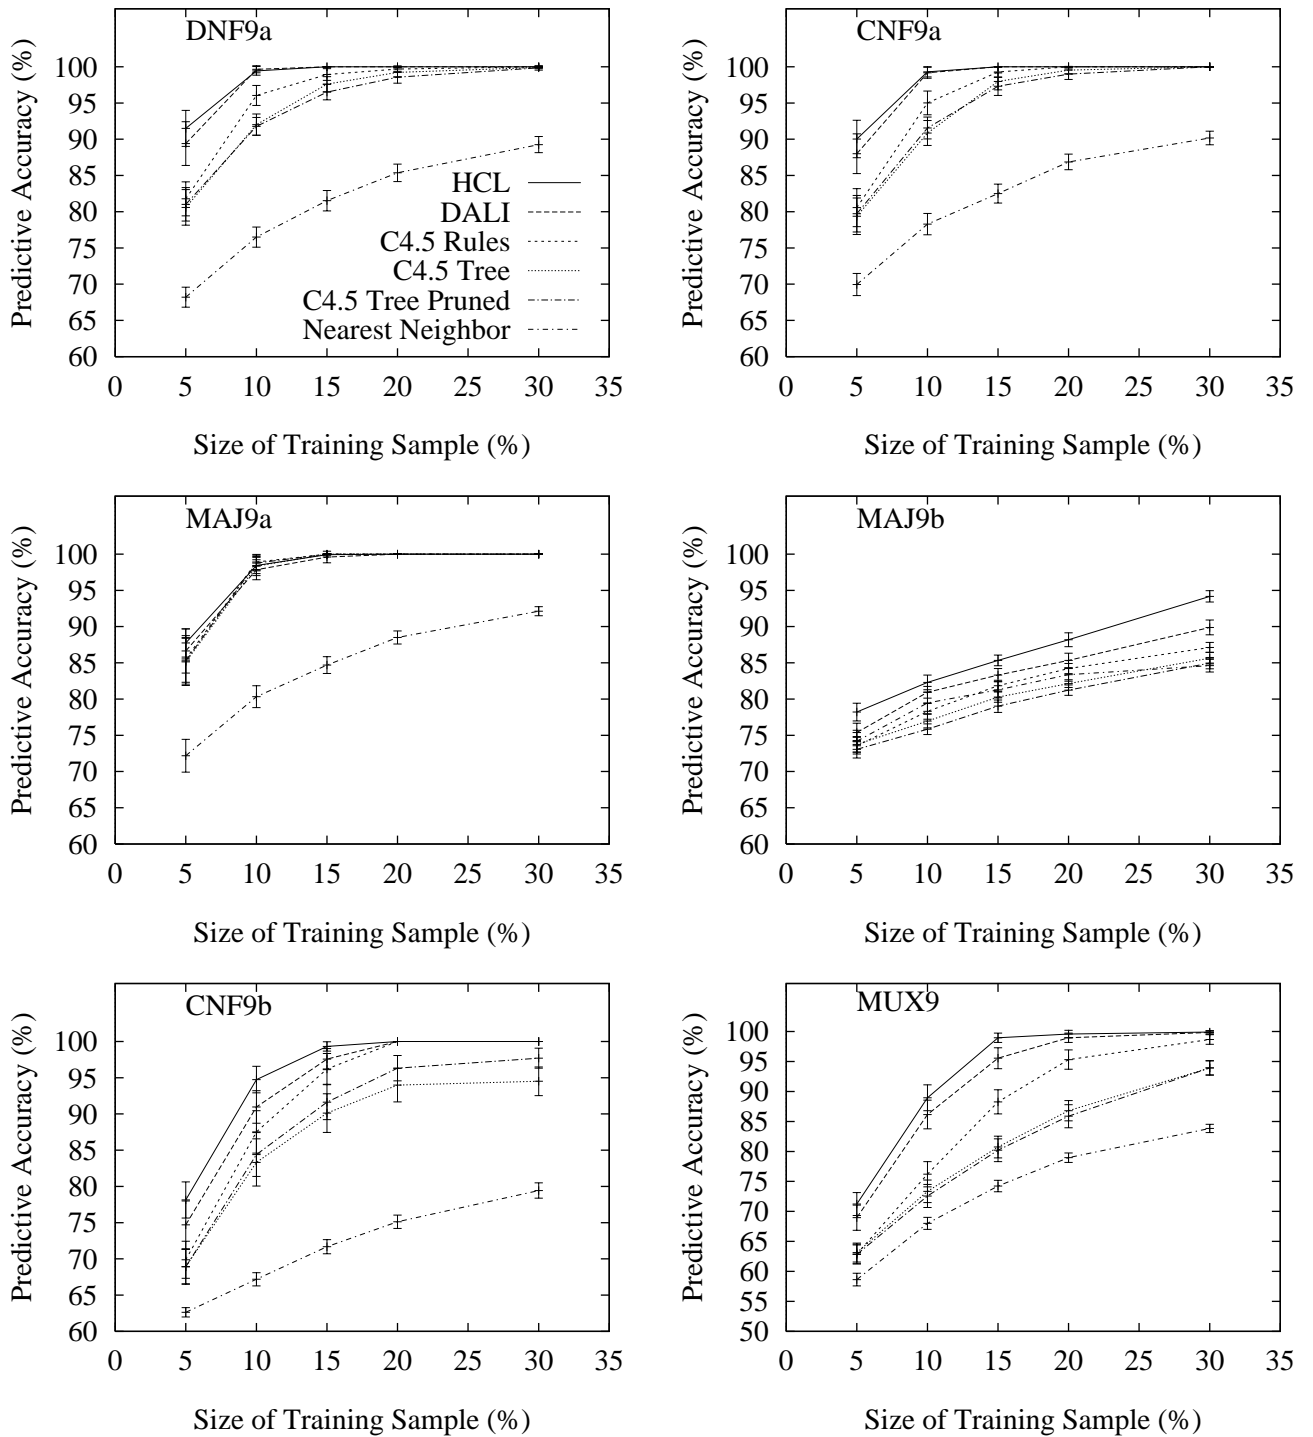 DNF9a
Predictive Accuracy (%)
100
95
90
85
80
75
70
65
60
HCL
DALI
C4.5 Rules
C4.5 Tree
C4.5 Tree Pruned
Nearest Neighbor
0 5 10 15 20 25 30 35
Size of Training Sample (%)
CNF9a
Predictive Accuracy (%)
100
95
90
85
80
75
70
65
60
0 5 10 15 20 25 30 35
Size of Training Sample (%)
MAJ9a
Predictive Accuracy (%)
100
95
90
85
80
75
70
65
60
0 5 10 15 20 25 30 35
Size of Training Sample (%)
MAJ9b
Predictive Accuracy (%)
100
95
90
85
80
75
70
65
60
0 5 10 15 20 25 30 35
Size of Training Sample (%)
CNF9b
Predictive Accuracy (%)
100
95
90
85
80
75
70
65
60
0 5 10 15 20 25 30 35
Size of Training Sample (%)
MUX9
Predictive Accuracy (%)
100
95
90
85
80
75
70
65
60
55
50
0 5 10 15 20 25 30 35
Size of Training Sample (%)